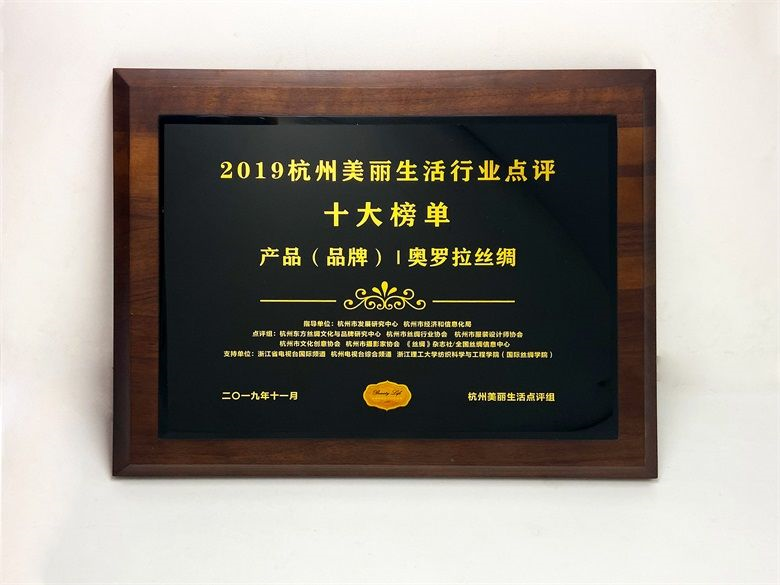 2019杭州美丽生活行业点评
十大榜单
产品（品牌）|奥罗拉丝绸
指导单位：杭州市发展研究中心 杭州市经济和信息化局
点评组：杭州东方丝绸文化与品牌研究中心 杭州市丝绸行业协会 杭州市服装设计师协会
杭州市文化创意协会 杭州市摄影家协会 《丝绸》杂志社/全国丝绸信息中心
支持单位：浙江省电视台国际频道 杭州电视台综合频道 浙江理工大学纺织科学与工程学院（国际丝绸学院）
二〇一九年十一月
Beauty Life
杭州美丽生活点评组